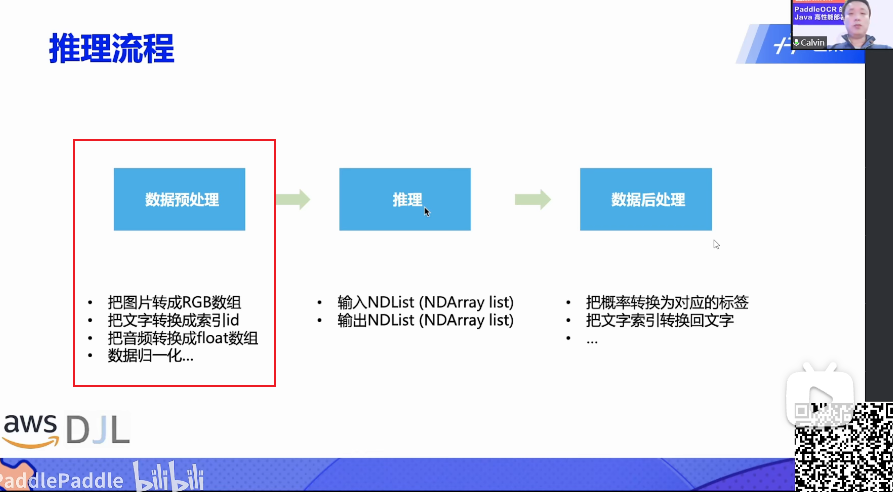 推理流程
PaddleOCR
Java 高性能部
Calvin
数据预处理
推理
数据后处理
• 把图片转成RGB数组
• 把文字转换成索引id
• 把音频转换成float数组
• 数据归一化...
• 输入NDList (NDArray list)
• 输出NDList (NDArray list)
• 把概率转换为对应的标签
• 把文字索引转换回文字
• ...
aws DJL
PaddlePaddle bilibili